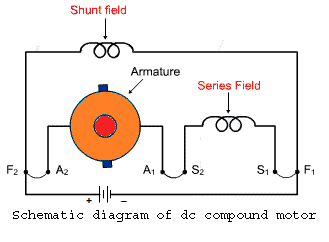 Shunt field
Armature
Series Field
F2 A2 A1 S2 S1 F1
+ −
Schematic diagram of dc compound motor